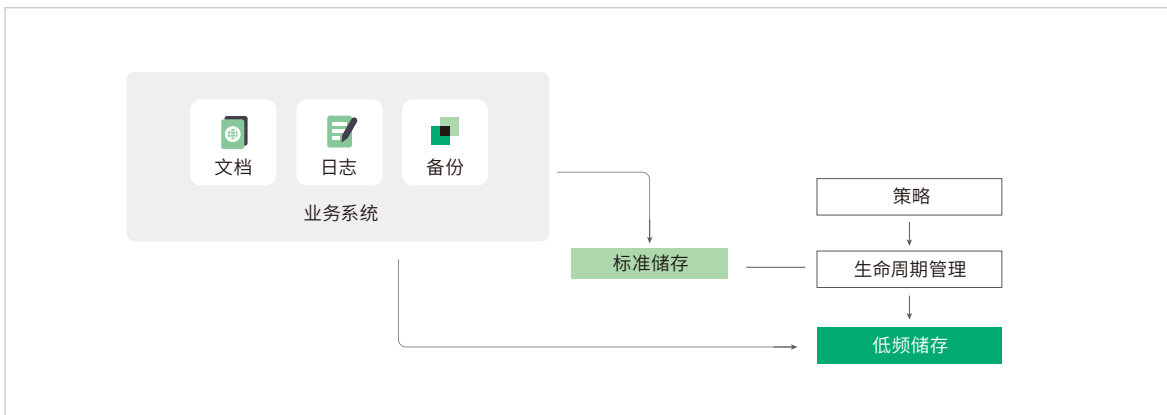 文档
日志
备份
业务系统
策略
标准储存
生命周期管理
低频储存